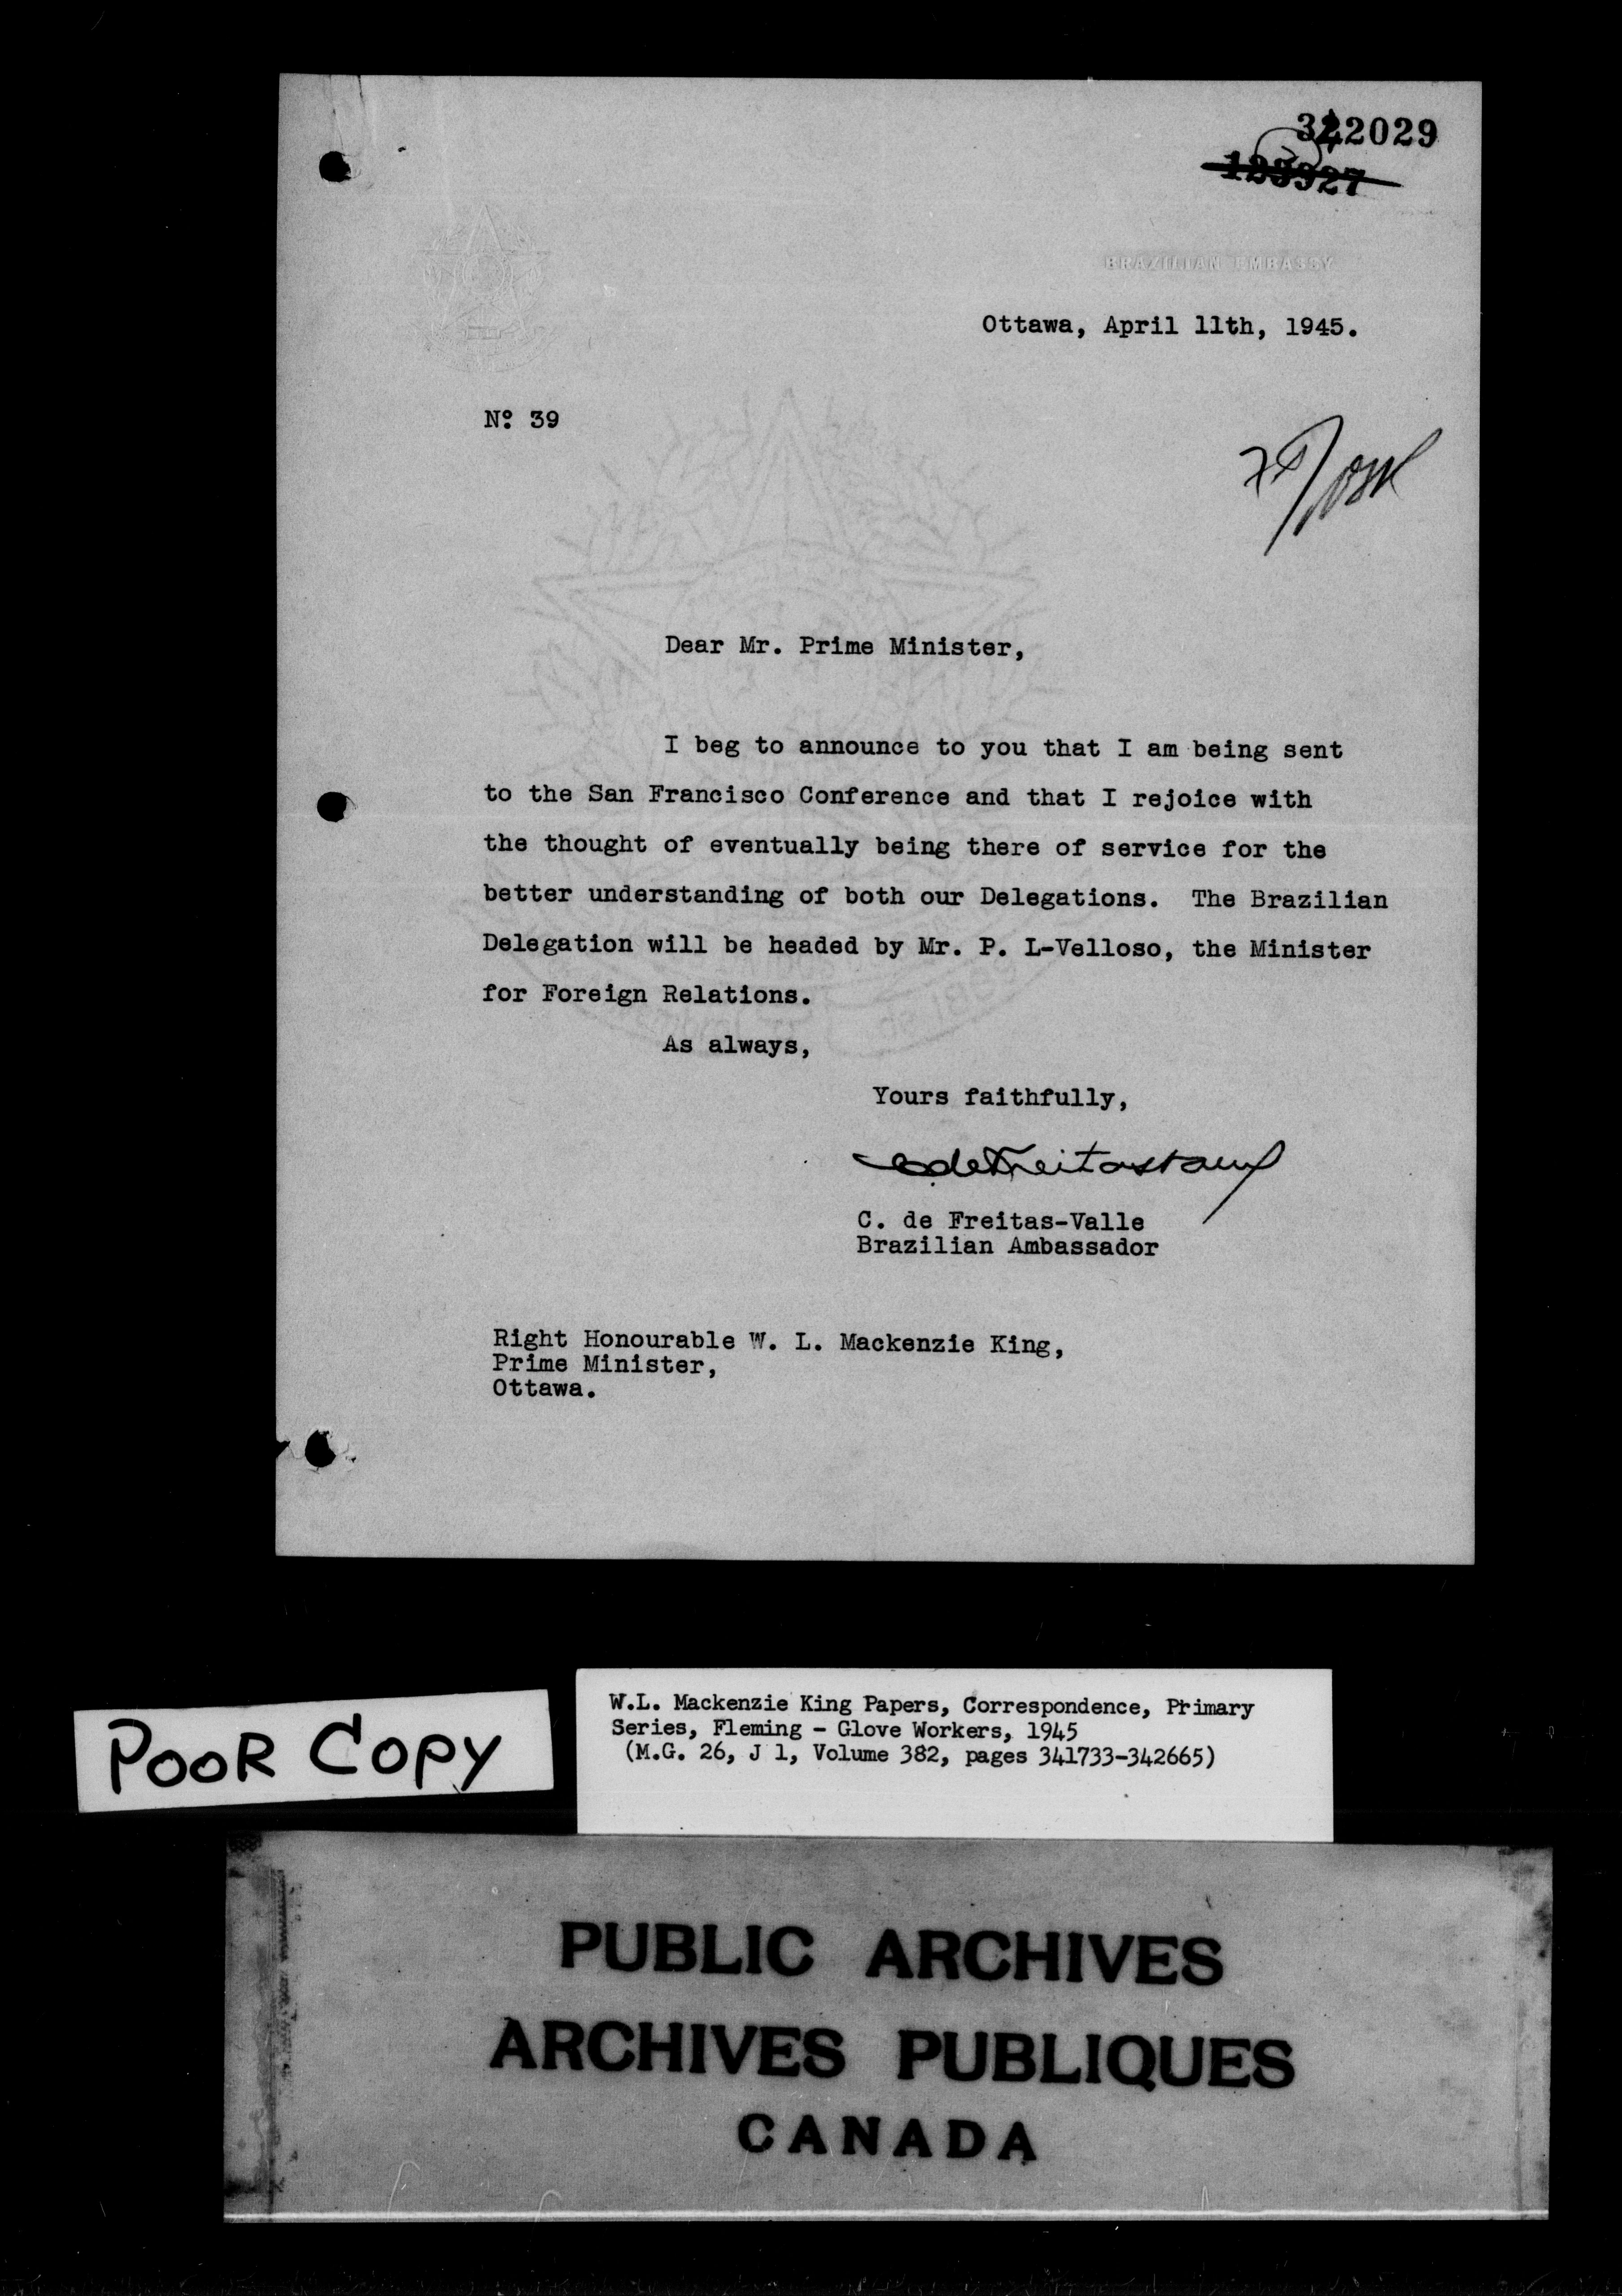 342029
123927
BRAZILIAN EMBASSY
Ottawa, April 11th, 1945.
Nº 39
Dear Mr. Prime Minister,
I beg to announce to you that I am being sent
to the San Francisco Conference and that I rejoice with
the thought of eventually being there of service for the
better understanding of both our Delegations. The Brazilian
Delegation will be headed by Mr. P. L-Velloso, the Minister
for Foreign Relations.
As always,
Yours faithfully,
C. de Freitas-Valle
Brazilian Ambassador
Right Honourable W. L. Mackenzie King,
Prime Minister,
Ottawa.
POOR COPY
W.L. Mackenzie King Papers, Correspondence, Primary
Series, Fleming - Glove Workers, 1945
(M.G. 26, J 1, Volume 382, pages 341733-342665)
PUBLIC ARCHIVES
ARCHIVES PUBLIQUES
CANADA